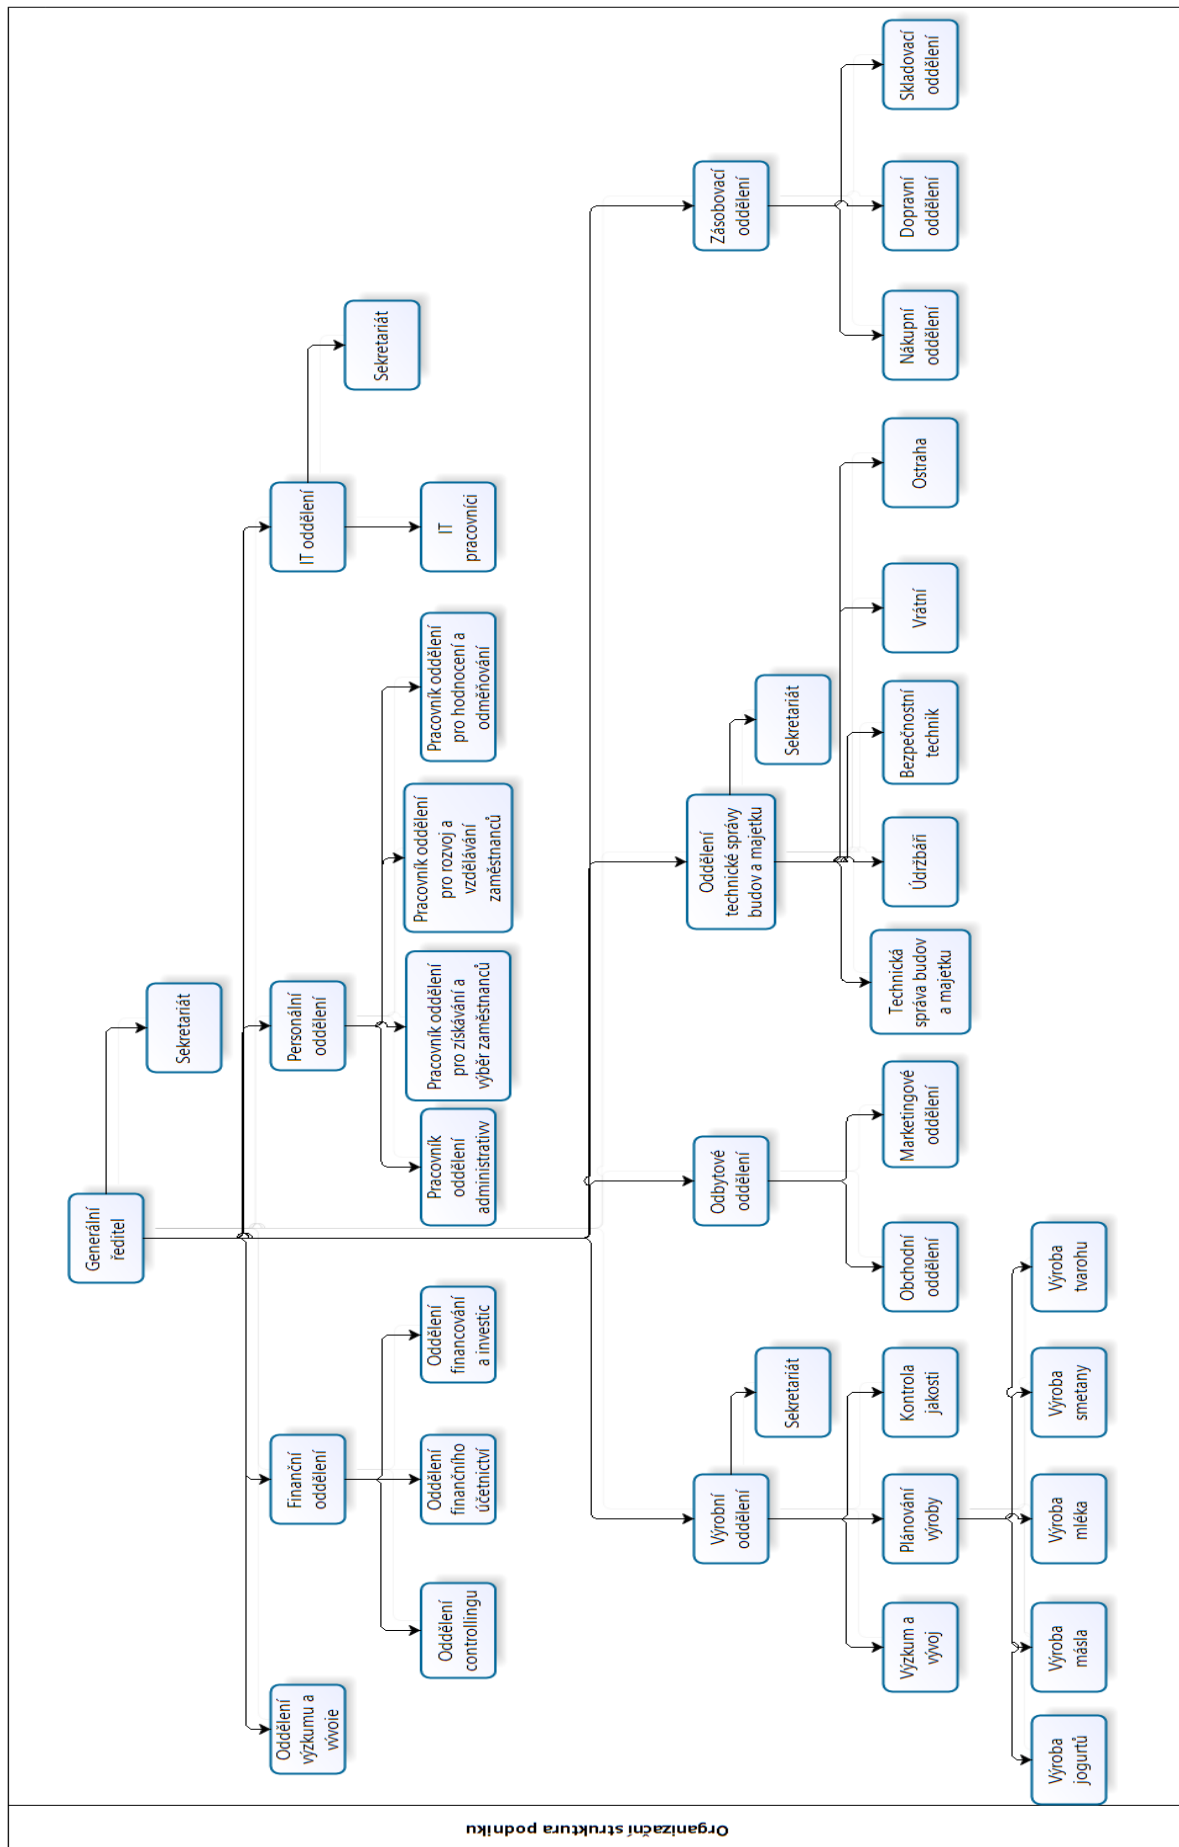 Organizační struktura podniku
Generální
ředitel
Sekretariát
Oddělení
výzkumu a
vývoje
Finanční
oddělení
Personální
oddělení
IT oddělení
Sekretariát
Oddělení
controllingu
Oddělení
finančního
účetnictví
Oddělení
financování
a investic
Pracovník
oddělení
administrativy
Pracovník oddělení
pro získávání a
výběr zaměstnanců
Pracovník oddělení
pro rozvoj a
vzdělávání
zaměstnanců
Pracovník oddělení
pro hodnocení a
odměňování
IT
pracovníci
Výrobní
oddělení
Odbytové
oddělení
Oddělení
technické správy
budov a majetku
Zásobovací
oddělení
Sekretariát
Sekretariát
Výzkum a
vývoj
Plánování
výroby
Kontrola
jakosti
Obchodní
oddělení
Marketingové
oddělení
Technická
správa budov
a majetku
Údržbáři
Bezpečnostní
technik
Vrátní
Ostraha
Nákupní
oddělení
Dopravní
oddělení
Skladovací
oddělení
Výroba
jogurtů
Výroba
másla
Výroba
mléka
Výroba
smetany
Výroba
tvarohu